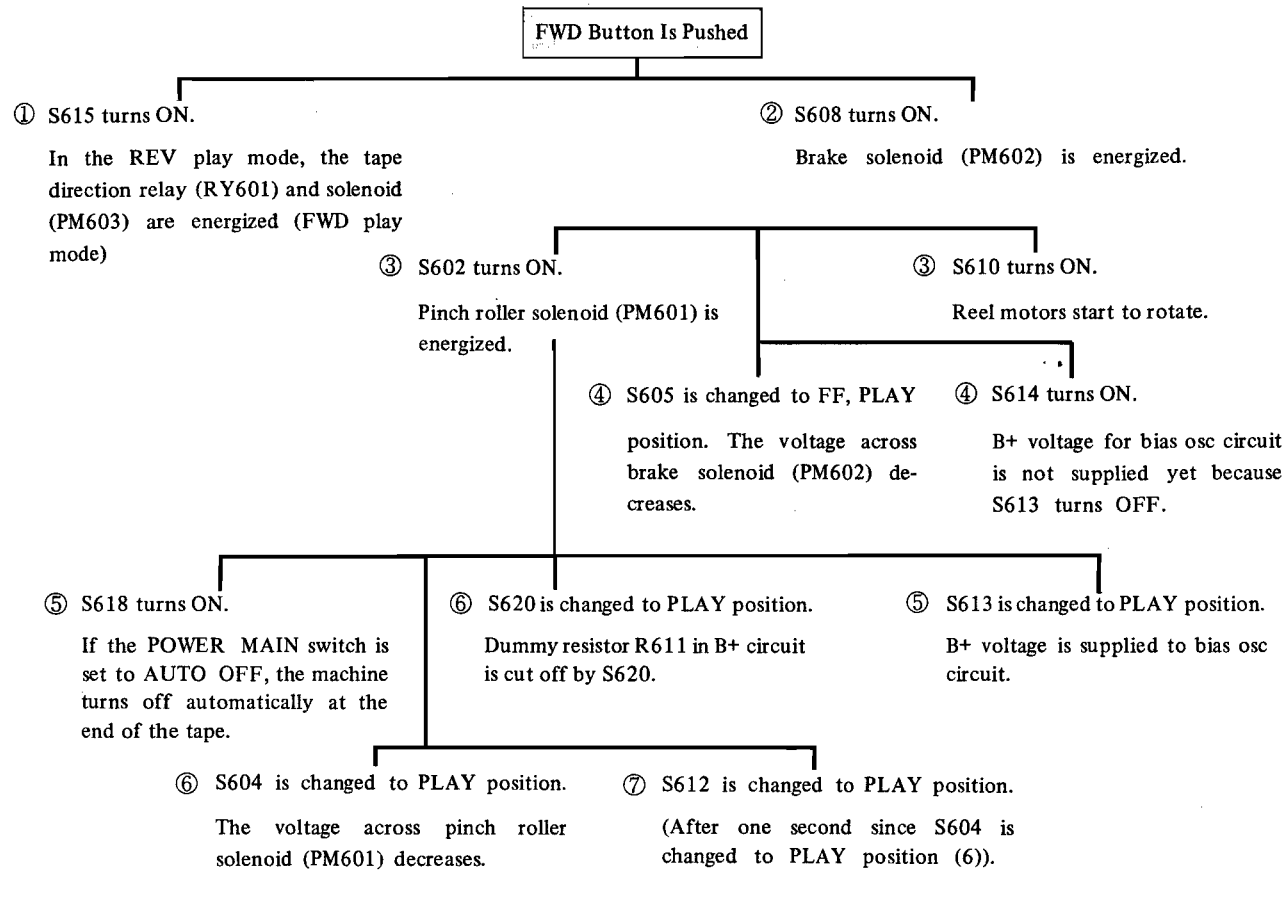 FWD Button Is Pushed
① S615 turns ON.
In the REV play mode, the tape
direction relay (RY601) and solenoid
(PM603) are energized (FWD play
mode)
② S608 turns ON.
Brake solenoid (PM602) is energized.
③ S602 turns ON.
Pinch roller solenoid (PM601) is
energized.
③ S610 turns ON.
Reel motors start to rotate.
④ S605 is changed to FF, PLAY
position. The voltage across
brake solenoid (PM602) de-
creases.
④ S614 turns ON.
B+ voltage for bias osc circuit
is not supplied yet because
S613 turns OFF.
⑤ S618 turns ON.
If the POWER MAIN switch is
set to AUTO OFF, the machine
turns off automatically at the
end of the tape.
⑥ S620 is changed to PLAY position.
Dummy resistor R611 in B+ circuit
is cut off by S620.
⑤ S613 is changed to PLAY position.
B+ voltage is supplied to bias osc
circuit.
⑥ S604 is changed to PLAY position.
The voltage across pinch roller
solenoid (PM601) decreases.
⑦ S612 is changed to PLAY position.
(After one second since S604 is
changed to PLAY position (6)).